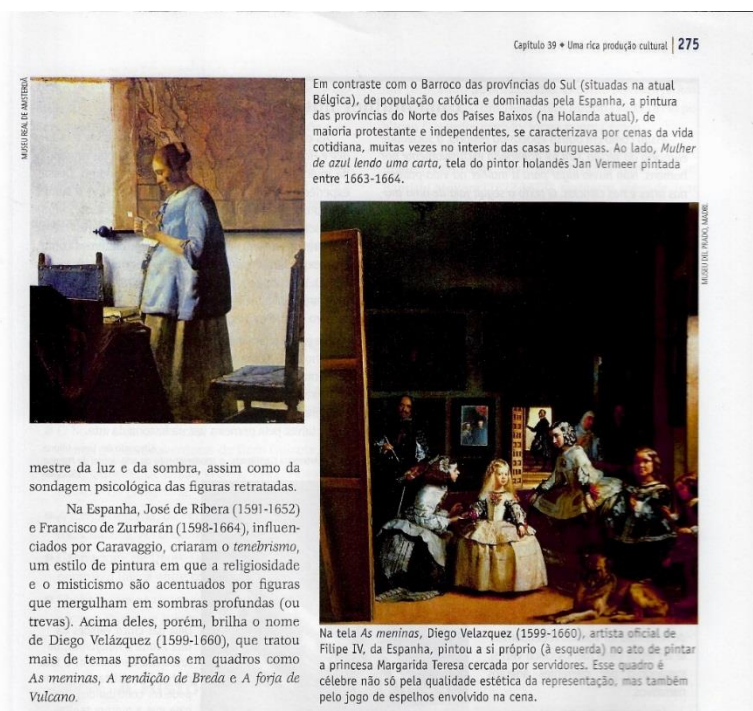 Capítulo 39 • Uma rica produção cultural | 275
MUSEU REAL DE AMSTERDÃ
Em contraste com o Barroco das províncias do Sul (situadas na atual
Bélgica), de população católica e dominadas pela Espanha, a pintura
das províncias do Norte dos Países Baixos (na Holanda atual), de
maioria protestante e independentes, se caracterizava por cenas da vida
cotidiana, muitas vezes no interior das casas burguesas. Ao lado, Mulher
de azul lendo uma carta, tela do pintor holandês Jan Vermeer pintada
entre 1663-1664.
MUSEU DEL PRADO, MADRI
mestre da luz e da sombra, assim como da
sondagem psicológica das figuras retratadas.
Na Espanha, José de Ribera (1591-1652)
e Francisco de Zurbarán (1598-1664), influen-
ciados por Caravaggio, criaram o tenebrismo,
um estilo de pintura em que a religiosidade
e o misticismo são acentuados por figuras
que mergulham em sombras profundas (ou
trevas). Acima deles, porém, brilha o nome
de Diego Velázquez (1599-1660), que tratou
mais de temas profanos em quadros como
As meninas, A rendição de Breda e A forja de
Vulcano.
Na tela As meninas, Diego Velazquez (1599-1660), artista oficial de
Filipe IV, da Espanha, pintou a si próprio (à esquerda) no ato de pintar
a princesa Margarida Teresa cercada por servidores. Esse quadro é
célebre não só pela qualidade estética da representação, mas também
pelo jogo de espelhos envolvido na cena.